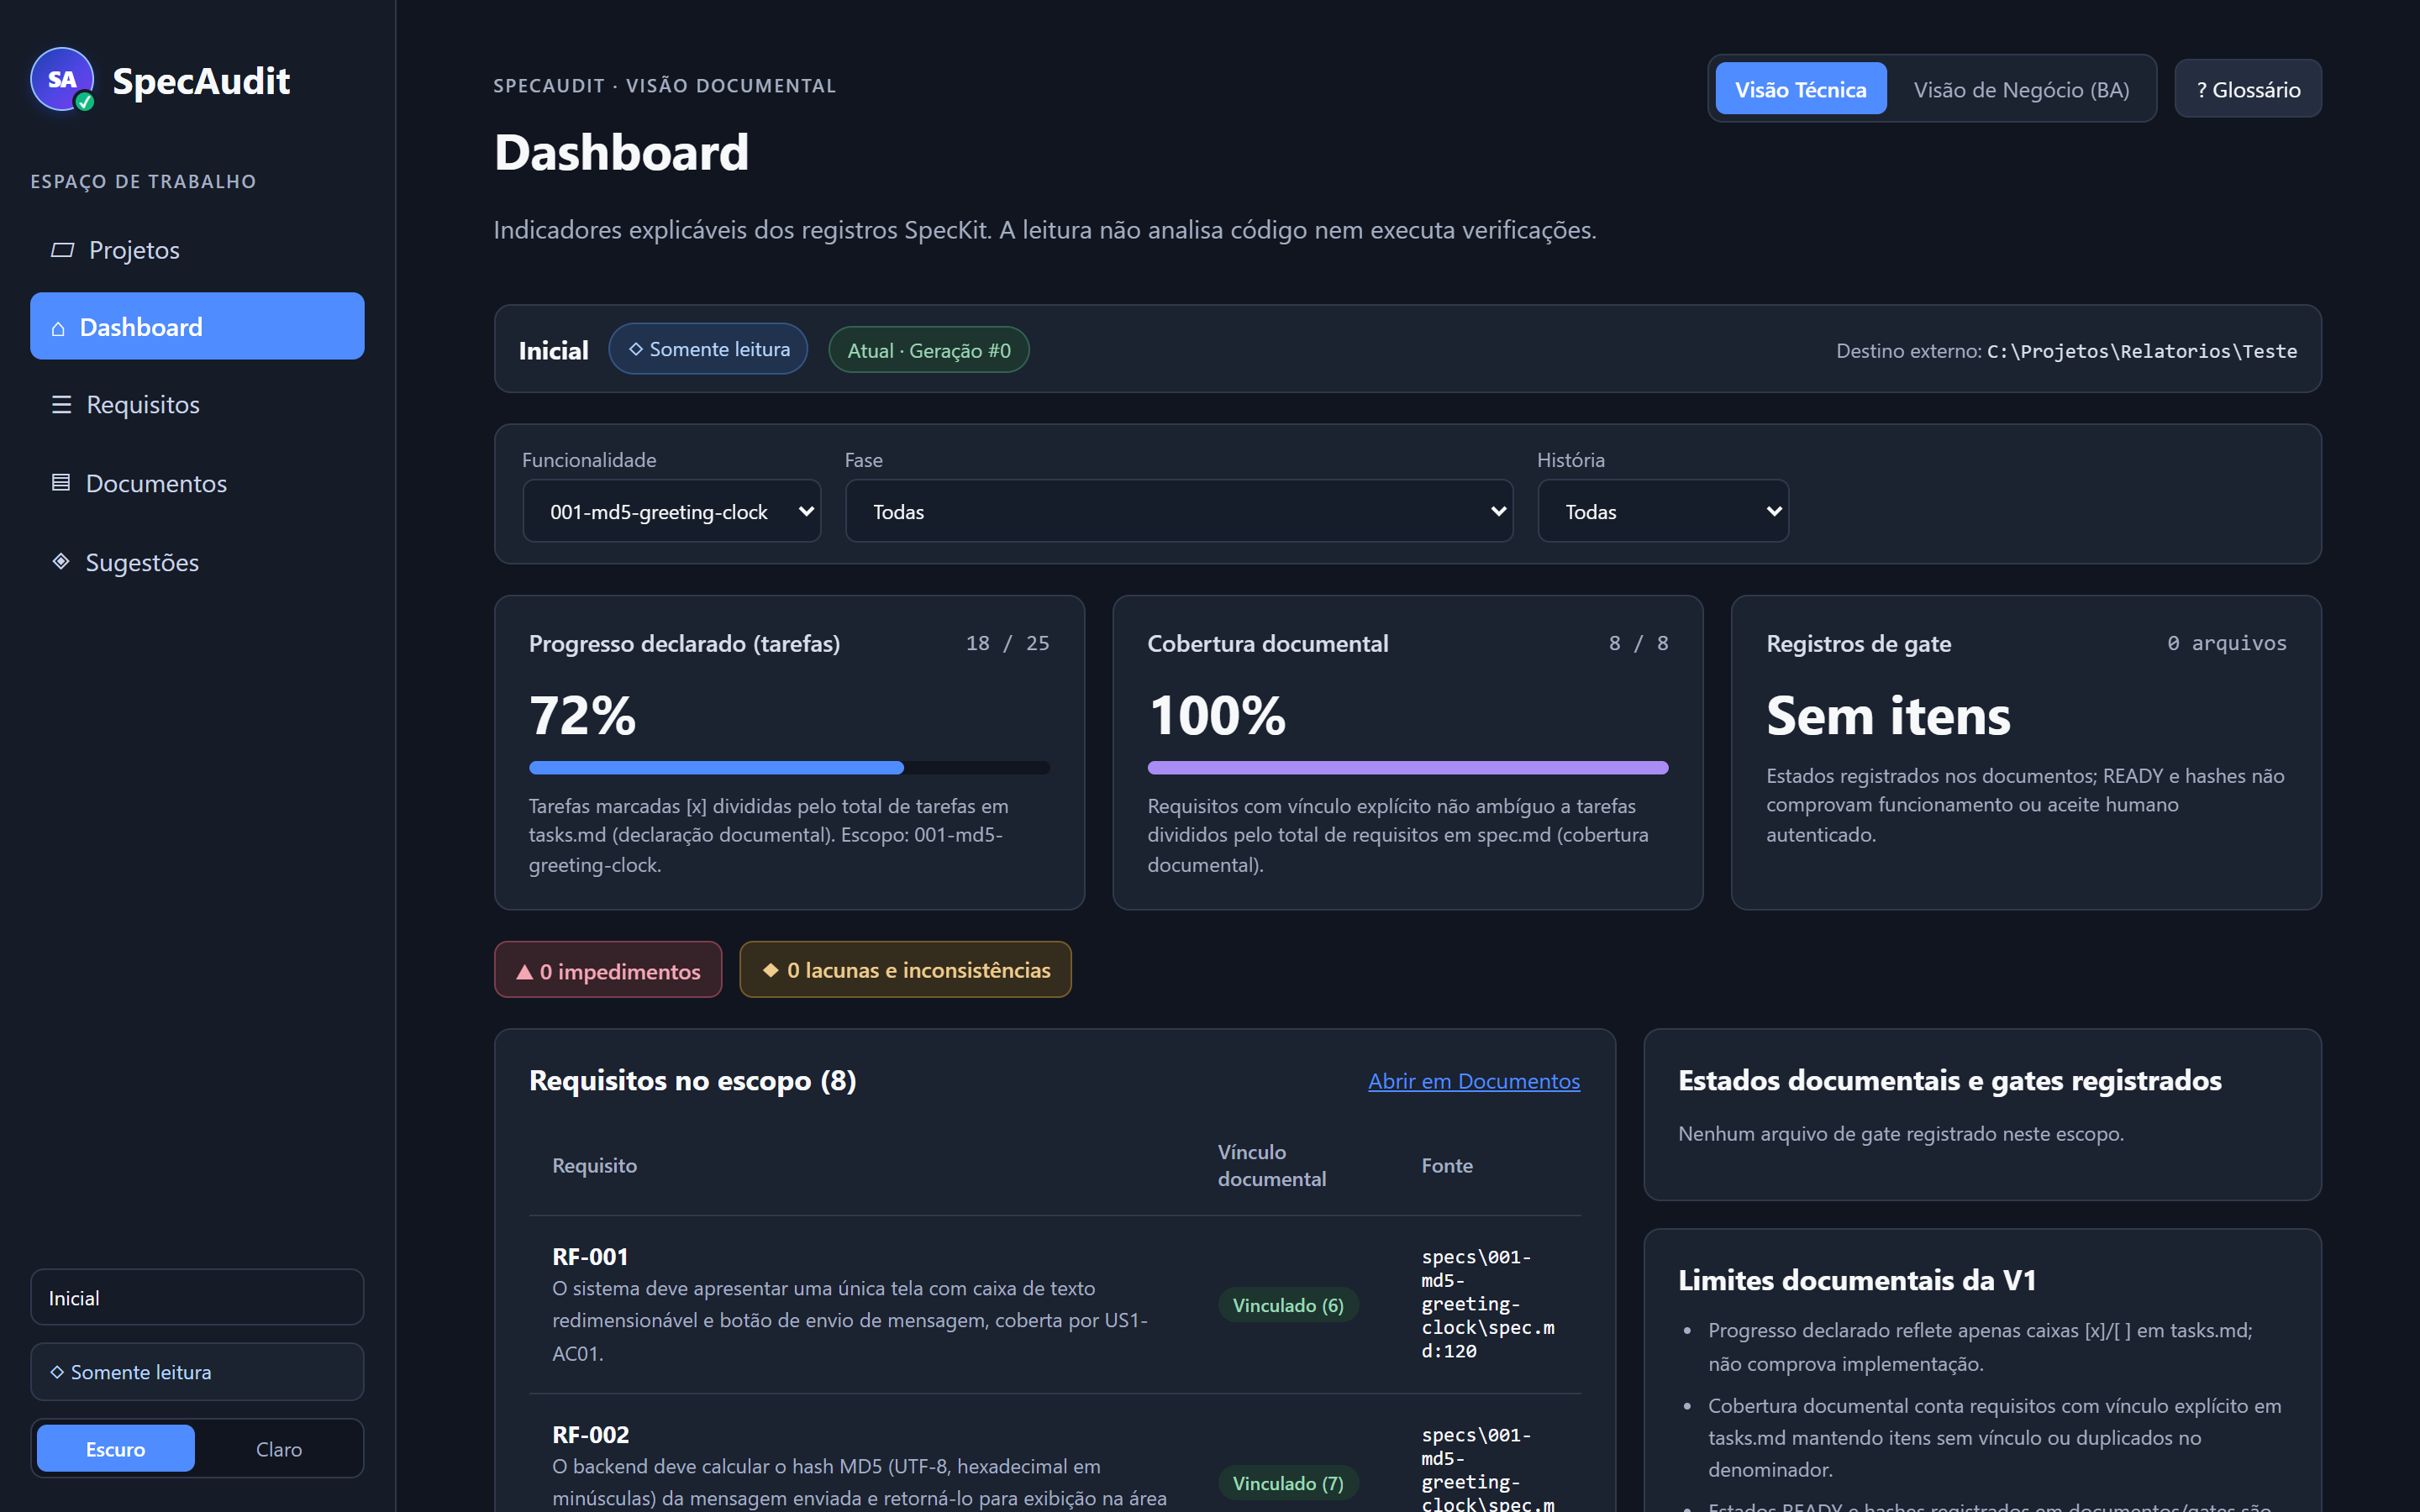 SA
SpecAudit
ESPAÇO DE TRABALHO
Projetos
Dashboard
Requisitos
Documentos
Sugestões
Inicial
Somente leitura
Escuro
Claro
SPECAUDIT · VISÃO DOCUMENTAL
Visão Técnica
Visão de Negócio (BA)
? Glossário
Dashboard
Indicadores explicáveis dos registros SpecKit. A leitura não analisa código nem executa verificações.
Inicial
Somente leitura
Atual · Geração #0
Destino externo: C:\Projetos\Relatorios\Teste
Funcionalidade
001-md5-greeting-clock
Fase
Todas
História
Todas
Progresso declarado (tarefas)
18 / 25
72%
Tarefas marcadas [x] divididas pelo total de tarefas em
tasks.md (declaração documental). Escopo: 001-md5-
greeting-clock.
Cobertura documental
8 / 8
100%
Requisitos com vínculo explícito não ambíguo a tarefas
divididos pelo total de requisitos em spec.md (cobertura
documental).
Registros de gate
0 arquivos
Sem itens
Estados registrados nos documentos; READY e hashes não
comprovam funcionamento ou aceite humano
autenticado.
0 impedimentos
0 lacunas e inconsistências
Requisitos no escopo (8)
Abrir em Documentos
Requisito
Vínculo
documental
Fonte
RF-001
O sistema deve apresentar uma única tela com caixa de texto
redimensionável e botão de envio de mensagem, coberta por US1-
AC01.
Vinculado (6)
specs\001-
md5-
greeting-
clock\spec.m
d:120
RF-002
O backend deve calcular o hash MD5 (UTF-8, hexadecimal em
minúsculas) da mensagem enviada e retorná-lo para exibição na área
Vinculado (7)
specs\001-
md5-
greeting-
clock\spec.m
Estados documentais e gates registrados
Nenhum arquivo de gate registrado neste escopo.
Limites documentais da V1
• Progresso declarado reflete apenas caixas [x]/[ ] em tasks.md;
não comprova implementação.
• Cobertura documental conta requisitos com vínculo explícito em
tasks.md mantendo itens sem vínculo ou duplicados no
denominador.
• Estados READY e hashes registrados em documentos/gates são